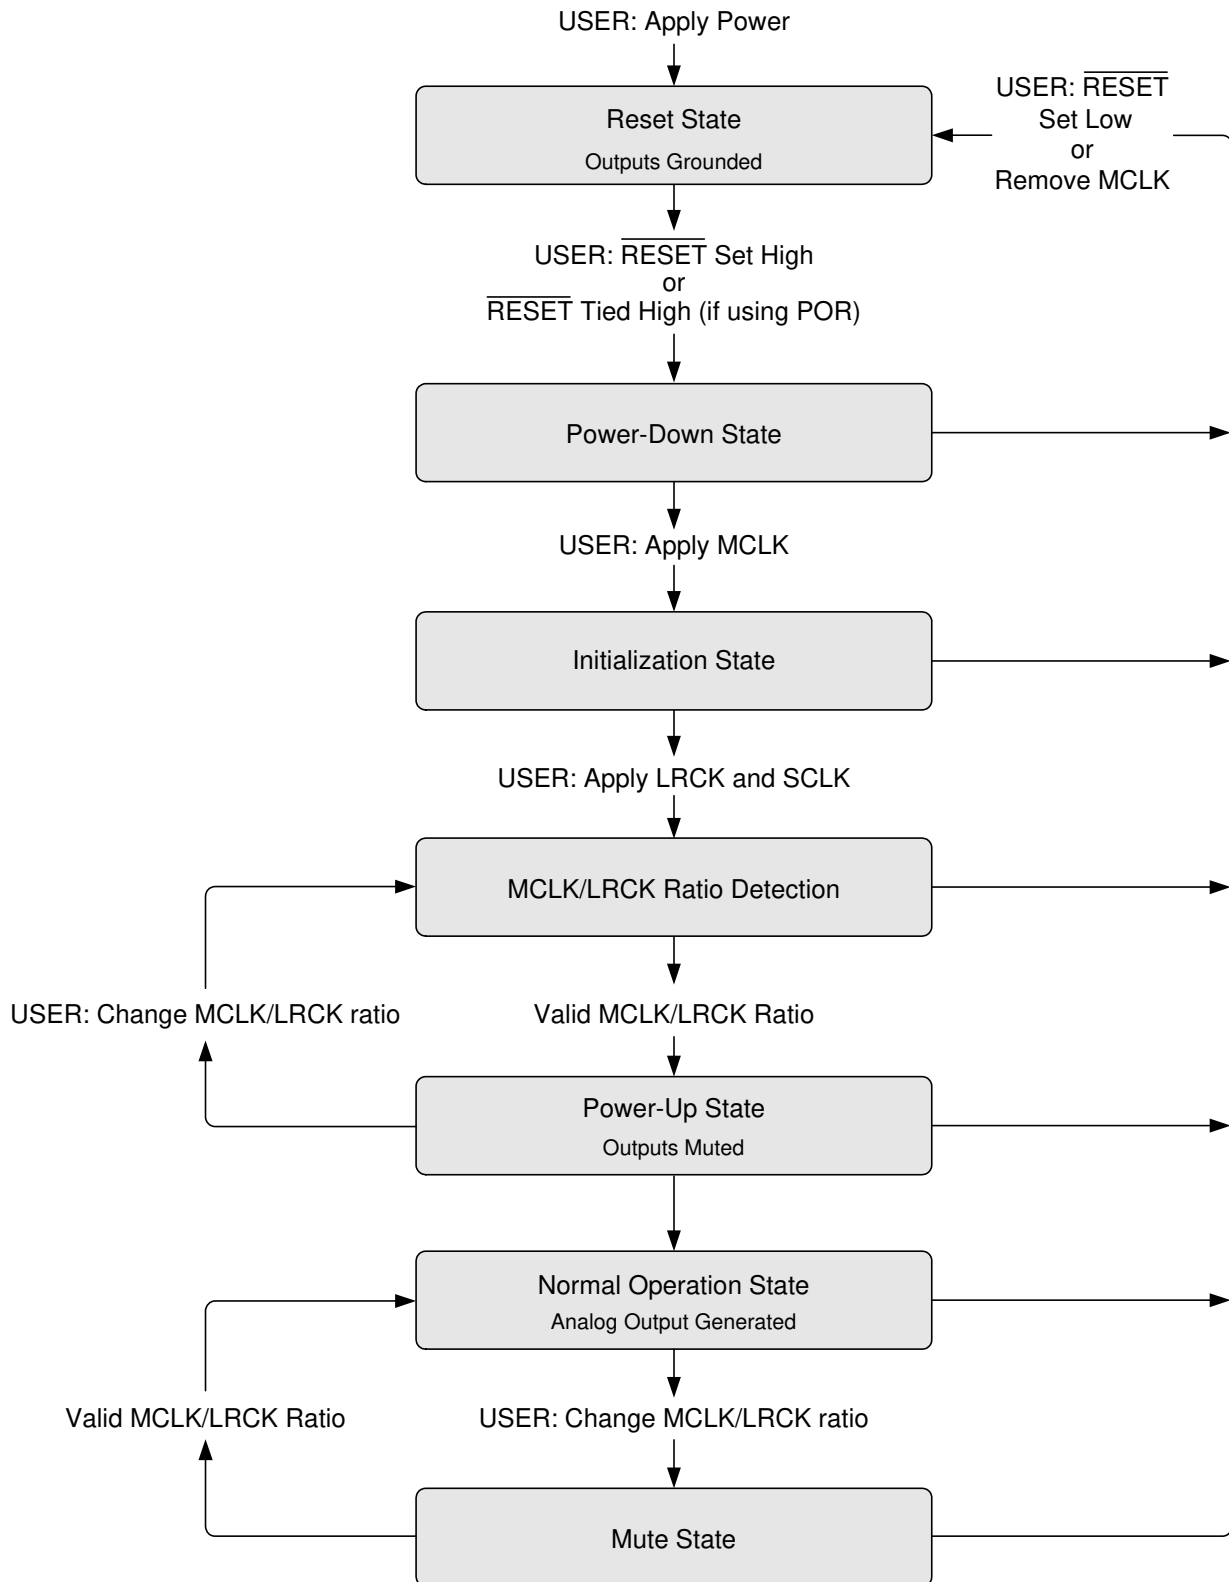 USER: Apply Power
Reset State
Outputs Grounded
USER: RESET
Set Low
or
Remove MCLK
USER: RESET Set High
or
RESET Tied High (if using POR)
Power-Down State
USER: Apply MCLK
Initialization State
USER: Apply LRCK and SCLK
MCLK/LRCK Ratio Detection
USER: Change MCLK/LRCK ratio
Valid MCLK/LRCK Ratio
Power-Up State
Outputs Muted
Normal Operation State
Analog Output Generated
Valid MCLK/LRCK Ratio
USER: Change MCLK/LRCK ratio
Mute State